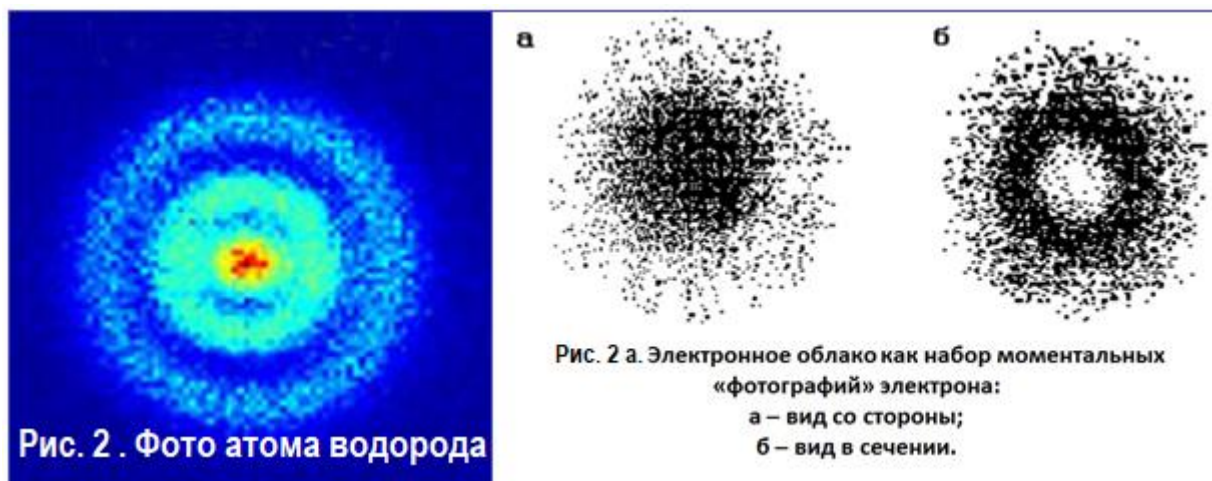 а
б
Рис. 2 . Фото атома водорода
Рис. 2 а. Электронное облако как набор моментальных
«фотографий» электрона:
а – вид со стороны;
б – вид в сечении.